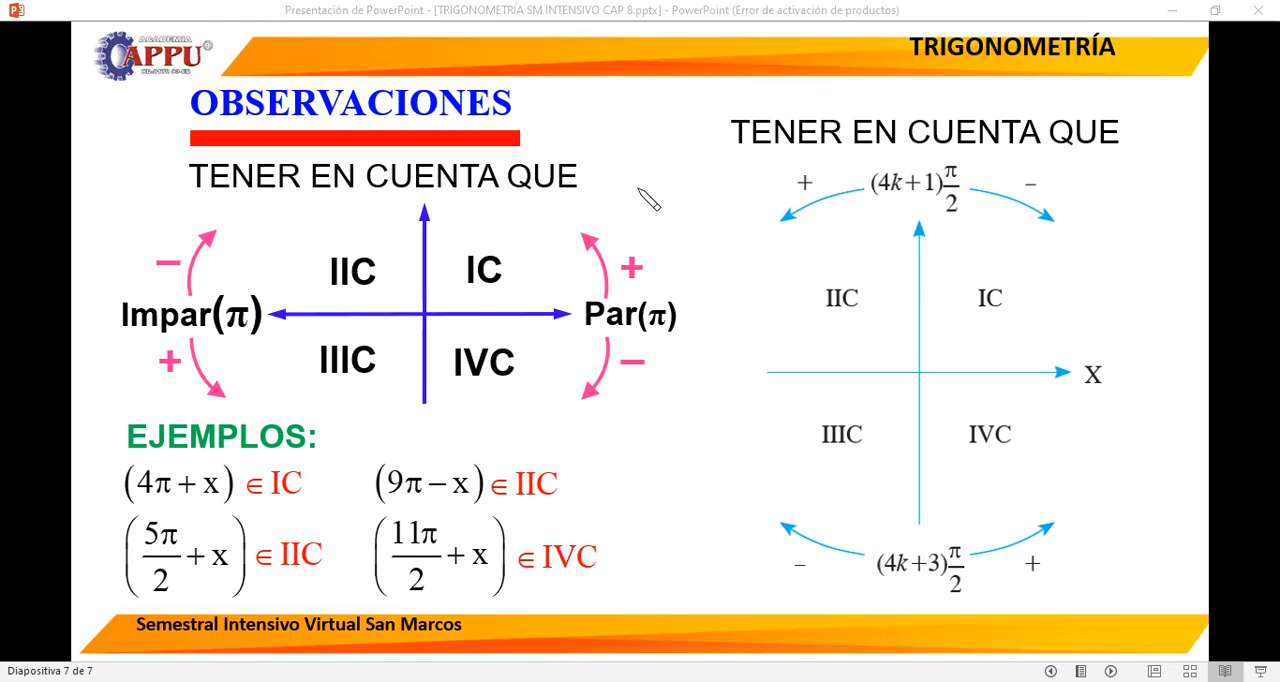 Presentación de PowerPoint - [TRIGONOMETRÍA SM INTENSIVO CAP 8.pptx] - PowerPoint (Error de activación de productos)
ACADEMIA
CAPPU
TRIGONOMETRÍA
OBSERVACIONES
TENER EN CUENTA QUE
− IIC IC +
Impar(π) Par(π)
+ IIIC IVC −
EJEMPLOS:
(4π + x) ∈ IC (9π − x) ∈ IIC
(5π/2 + x) ∈ IIC (11π/2 + x) ∈ IVC
TENER EN CUENTA QUE
+ (4k+1)π/2 −
IIC IC
X
IIIC IVC
− (4k+3)π/2 +
Semestral Intensivo Virtual San Marcos
Diapositiva 7 de 7